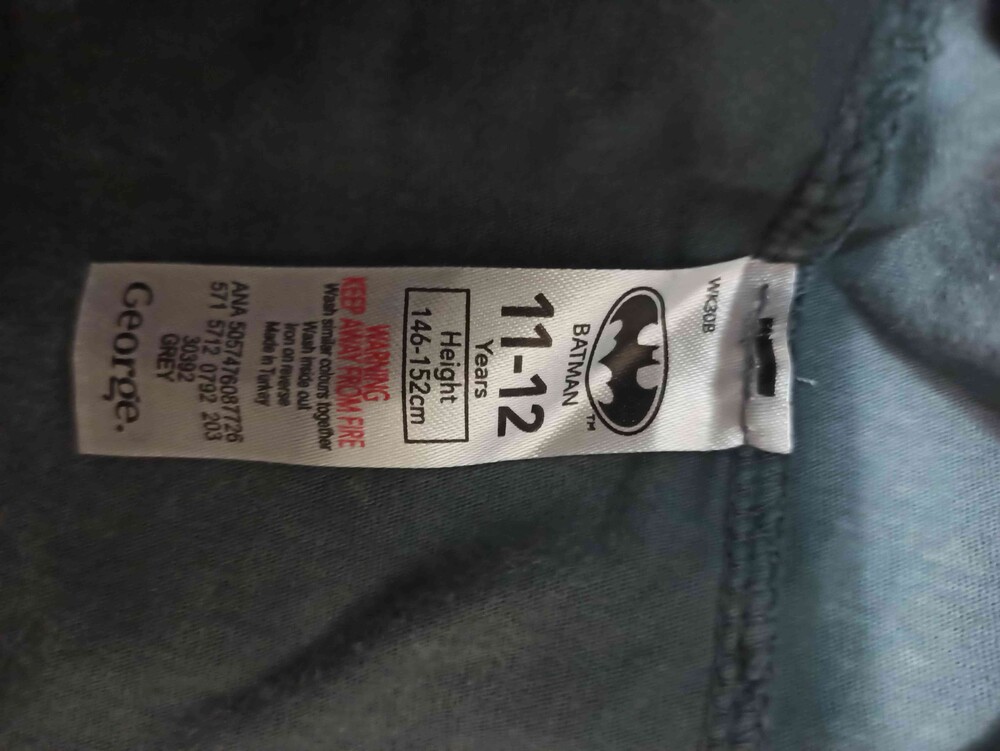 WK30B
TM
BATMAN
11-12
Years
Height
146-152cm
WARNING
KEEP AWAY FROM FIRE
Wash similar colours together
Wash inside out
Iron on reverse
Made in Turkey
ANA 5057476087726
571 5712 0792 203
30392
GREY
George.